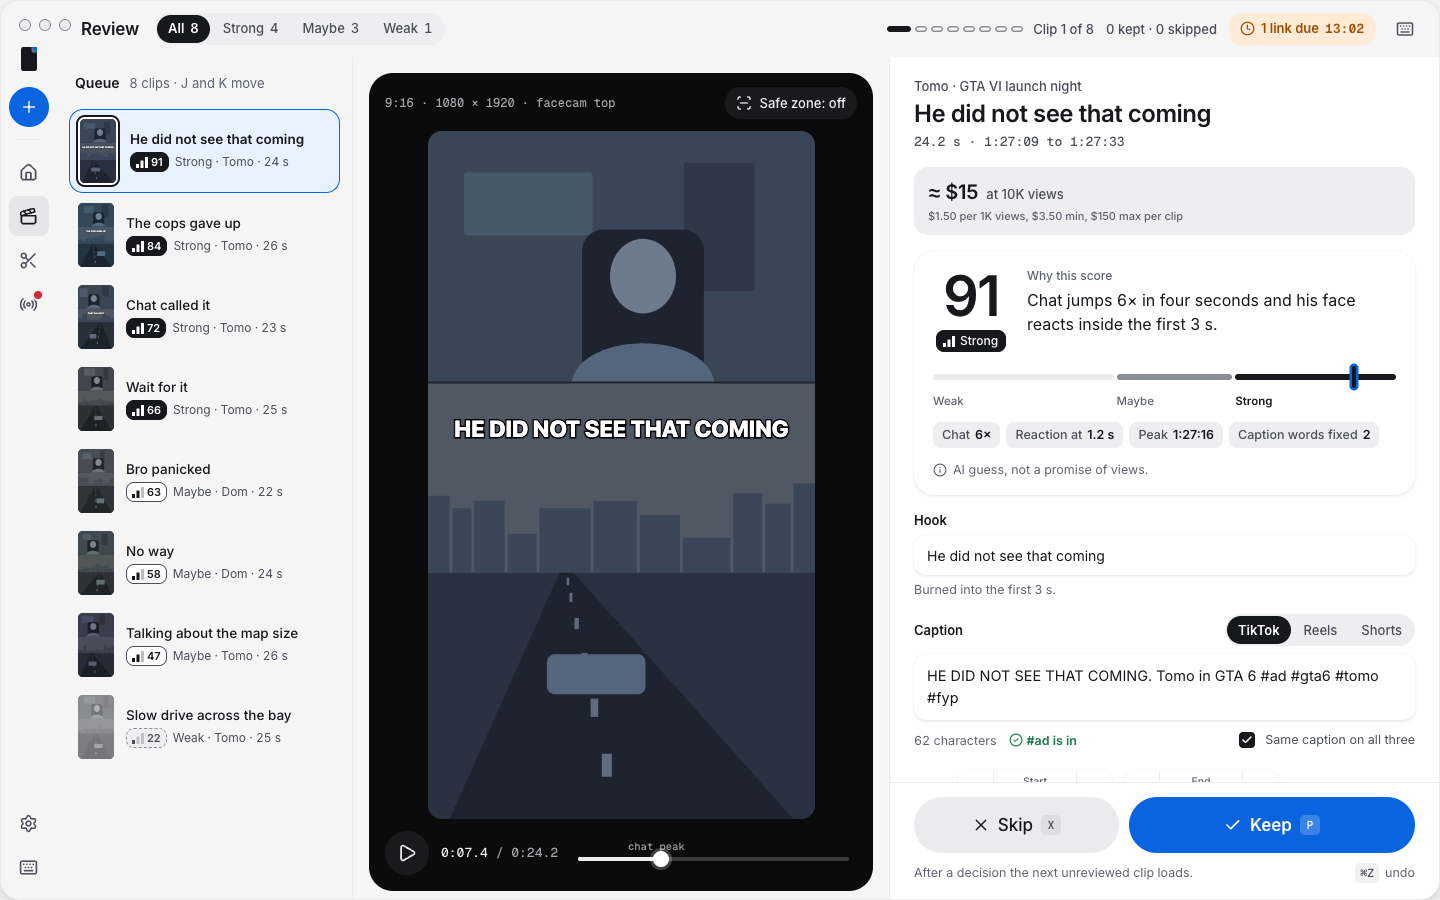 Review
All 8
Strong 4
Maybe 3
Weak 1
Clip 1 of 8
0 kept · 0 skipped
1 link due 13:02
Queue 8 clips · J and K move
He did not see that coming
91 Strong · Tomo · 24 s
The cops gave up
84 Strong · Tomo · 26 s
Chat called it
72 Strong · Tomo · 23 s
Wait for it
66 Strong · Tomo · 25 s
Bro panicked
63 Maybe · Dom · 22 s
No way
58 Maybe · Dom · 24 s
Talking about the map size
47 Maybe · Tomo · 26 s
Slow drive across the bay
22 Weak · Tomo · 25 s
9:16 · 1080 × 1920 · facecam top
Safe zone: off
HE DID NOT SEE THAT COMING
chat peak
0:07.4 / 0:24.2
Tomo · GTA VI launch night
He did not see that coming
24.2 s · 1:27:09 to 1:27:33
≈ $15 at 10K views
$1.50 per 1K views, $3.50 min, $150 max per clip
91
Strong
Why this score
Chat jumps 6× in four seconds and his face
reacts inside the first 3 s.
Weak
Maybe
Strong
Chat 6×
Reaction at 1.2 s
Peak 1:27:16
Caption words fixed 2
AI guess, not a promise of views.
Hook
He did not see that coming
Burned into the first 3 s.
Caption
TikTok
Reels
Shorts
HE DID NOT SEE THAT COMING. Tomo in GTA 6 #ad #gta6 #tomo
#fyp
62 characters
#ad is in
Same caption on all three
Start
End
Skip X
Keep P
After a decision the next unreviewed clip loads.
⌘Z undo